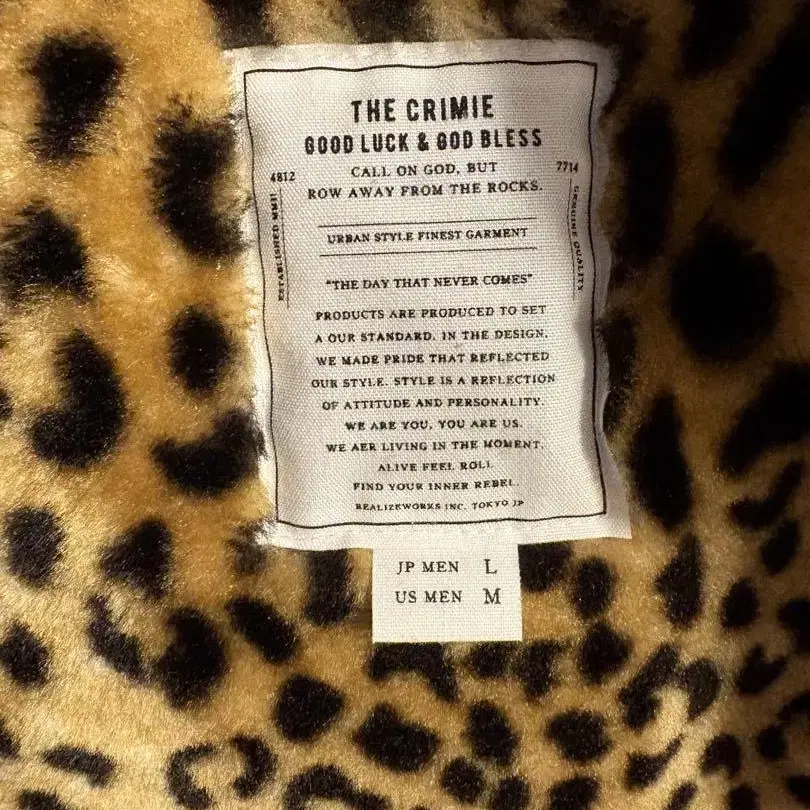 THE CRIMIE
GOOD LUCK & GOD BLESS
4812
7714
CALL ON GOD, BUT
ROW AWAY FROM THE ROCKS.
ESTABLISHED MMII
GENUINE QUALITY
URBAN STYLE FINEST GARMENT
"THE DAY THAT NEVER COMES"
PRODUCTS ARE PRODUCED TO SET
A OUR STANDARD. IN THE DESIGN,
WE MADE PRIDE THAT REFLECTED
OUR STYLE. STYLE IS A REFLECTION
OF ATTITUDE AND PERSONALITY.
WE ARE YOU, YOU ARE US.
WE AER LIVING IN THE MOMENT.
ALIVE FEEL ROLL
FIND YOUR INNER REBEL.
REALIZEWORKS INC. TOKYO JP
JP MEN L
US MEN M